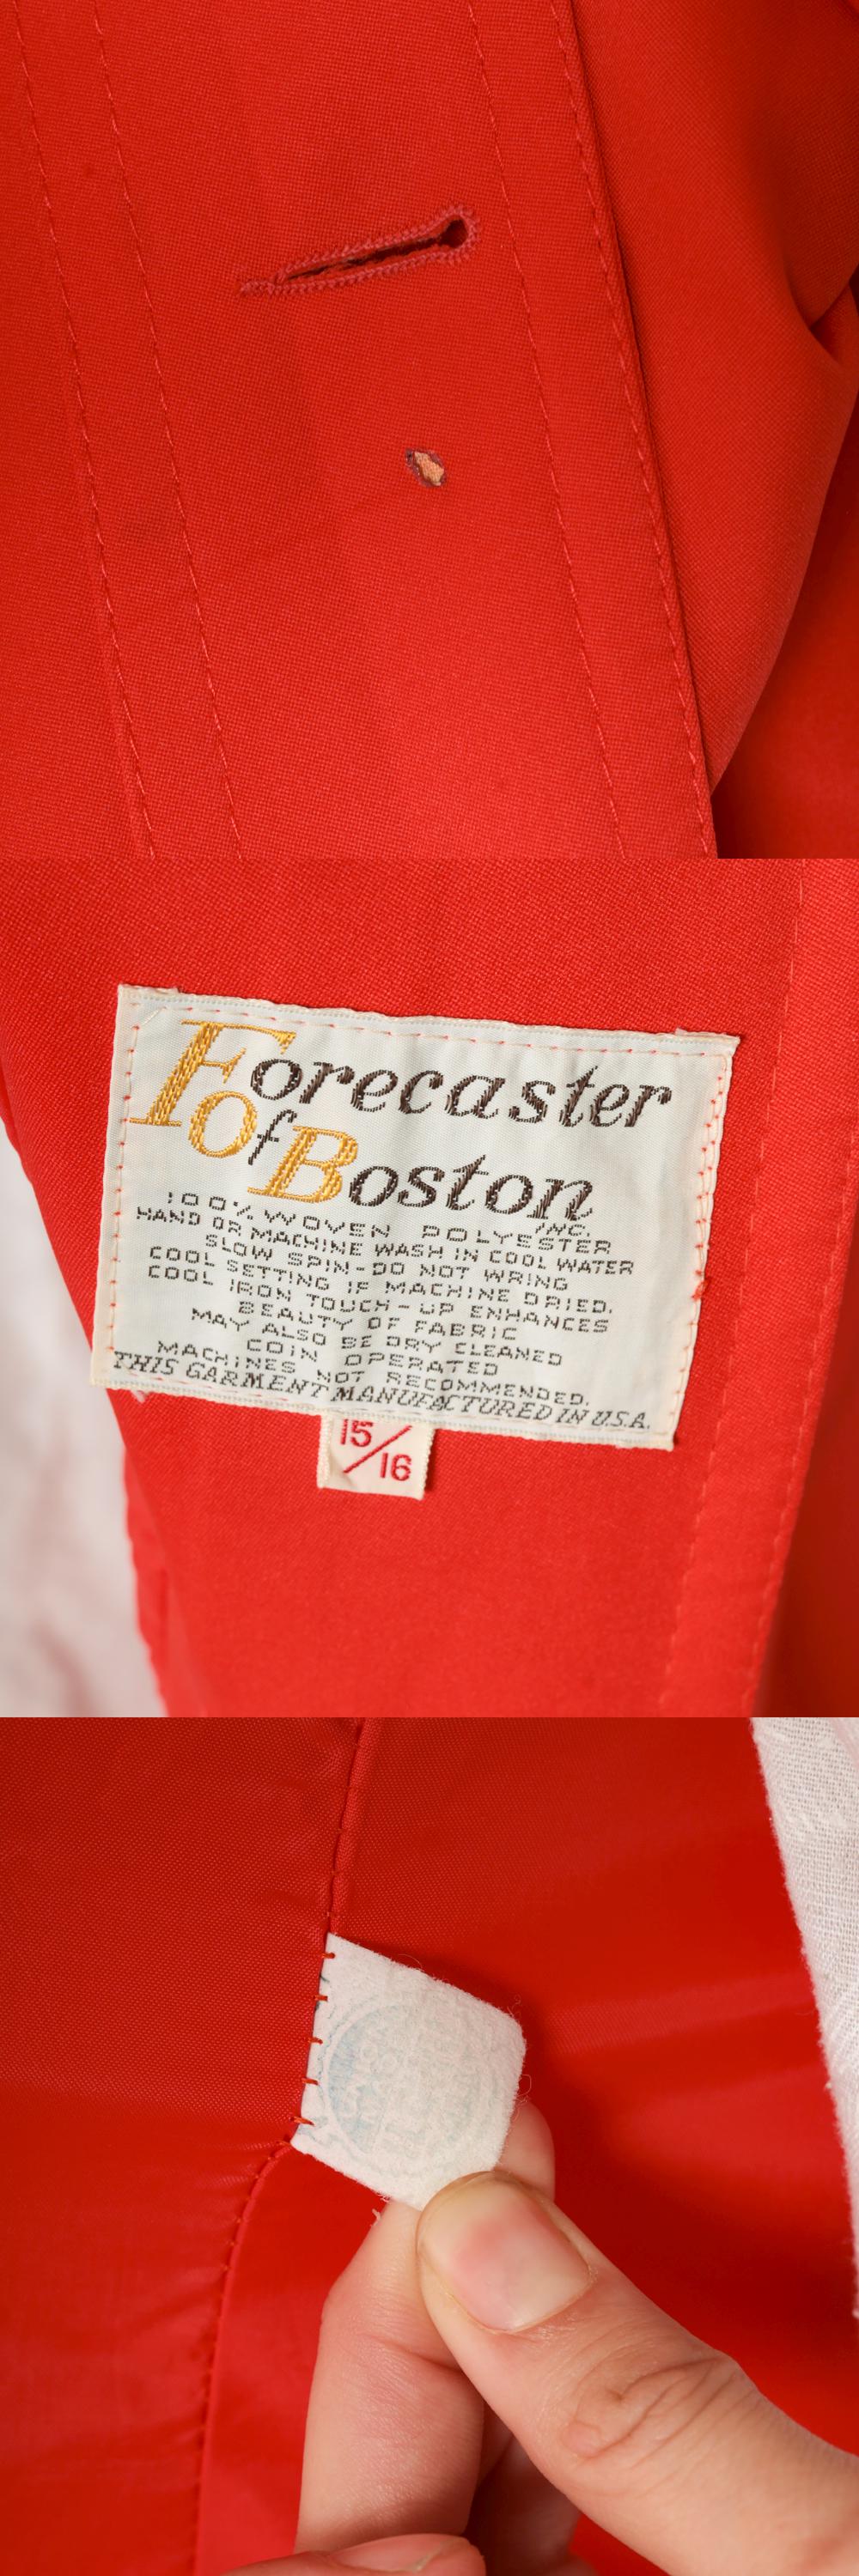 Forecaster
of Boston
INC.
100% WOVEN POLYESTER
HAND OR MACHINE WASH IN COOL WATER
SLOW SPIN-DO NOT WRING
COOL SETTING IF MACHINE DRIED.
COOL IRON TOUCH-UP ENHANCES
BEAUTY OF FABRIC
MAY ALSO BE DRY CLEANED
COIN OPERATED
MACHINES NOT RECOMMENDED.
THIS GARMENT MANUFACTURED IN U.S.A.
15/16